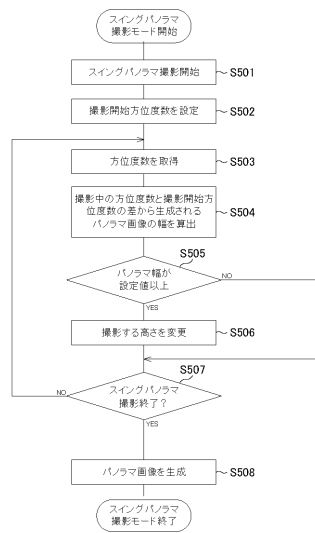 スイングパノラマ
撮影モード開始
スイングパノラマ撮影開始
S501
撮影開始方位度数を設定
S502
方位度数を取得
S503
撮影中の方位度数と撮影開始方
位度数の差から生成される
パノラマ画像の幅を算出
S504
S505
パノラマ幅が
設定値以上
NO
YES
撮影する高さを変更
S506
S507
スイングパノラマ
撮影終了？
NO
YES
パノラマ画像を生成
S508
スイングパノラマ
撮影モード終了